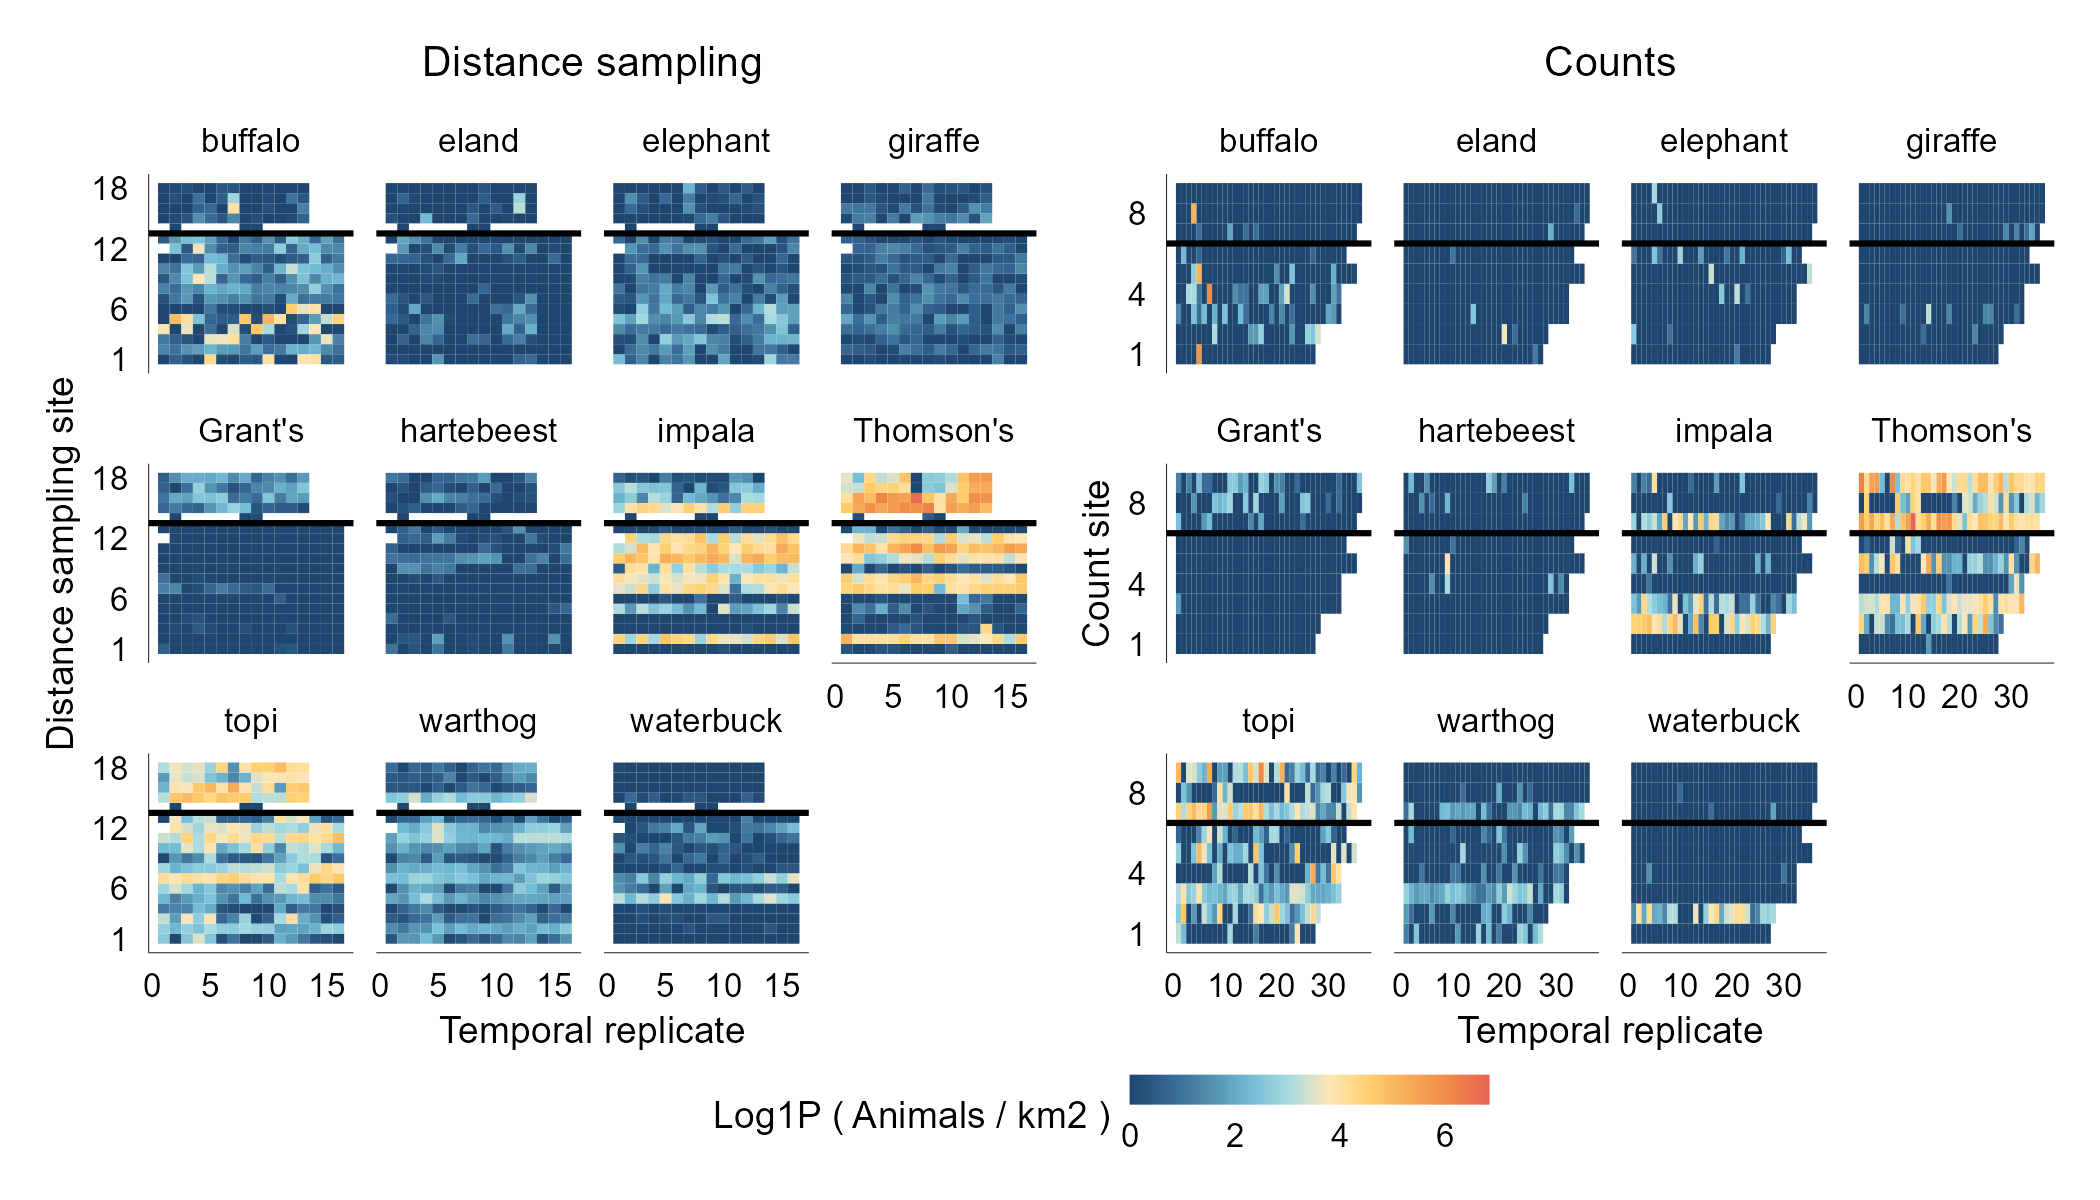 Distance sampling
Counts
buffalo eland elephant giraffe
buffalo eland elephant giraffe
18
12
6
1
8
4
1
Grant's hartebeest impala Thomson's
Grant's hartebeest impala Thomson's
18
12
6
1
8
4
1
0 5 10 15
0 10 20 30
topi warthog waterbuck
topi warthog waterbuck
18
12
6
1
8
4
1
0 5 10 15 0 5 10 15 0 5 10 15
0 10 20 30 0 10 20 30 0 10 20 30
Distance sampling site
Count site
Temporal replicate
Temporal replicate
Log1P ( Animals / km2 )
0 2 4 6